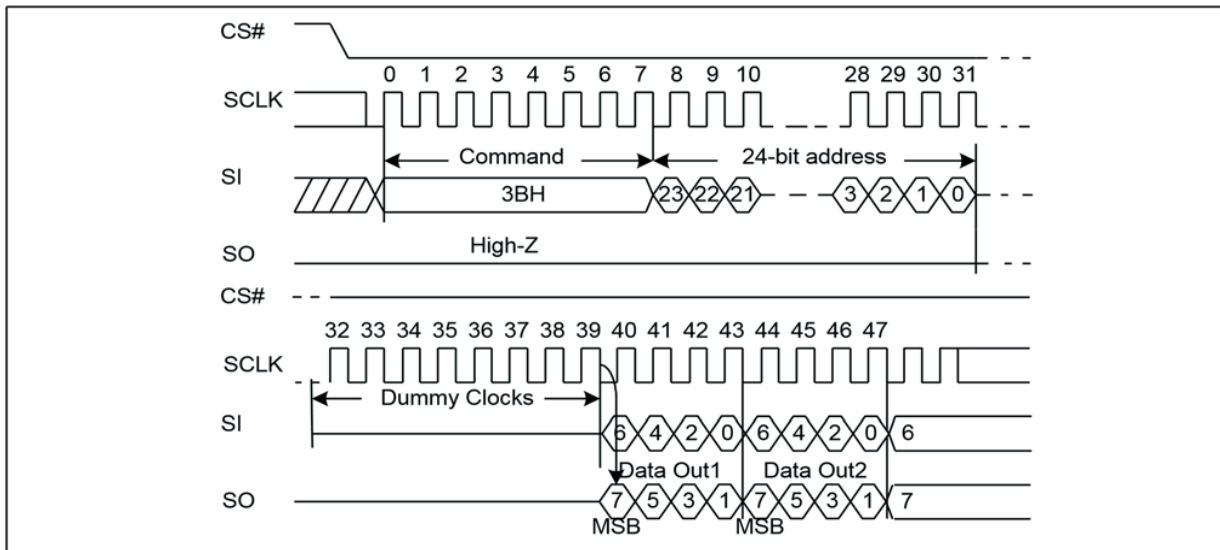 CS#
0 1 2 3 4 5 6 7 8 9 10 28 29 30 31
SCLK
Command 24-bit address
SI
3BH 23 22 21 3 2 1 0
High-Z
SO
CS#
32 33 34 35 36 37 38 39 40 41 42 43 44 45 46 47
SCLK
Dummy Clocks
SI
6 4 2 0 6 4 2 0 6
Data Out1 Data Out2
SO
7 5 3 1 7 5 3 1 7
MSB MSB